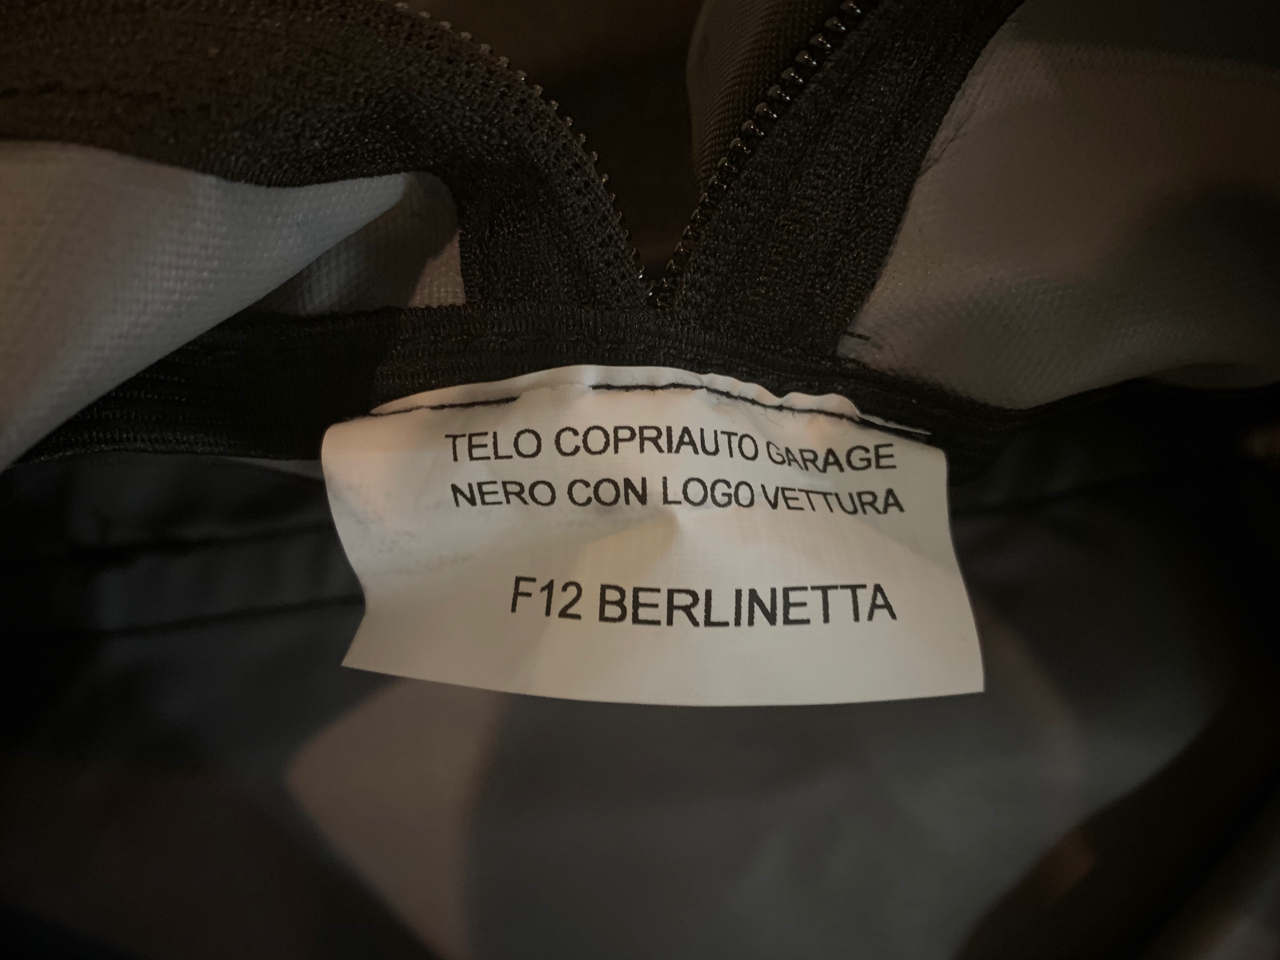 TELO COPRIAUTO GARAGE
NERO CON LOGO VETTURA
F12 BERLINETTA